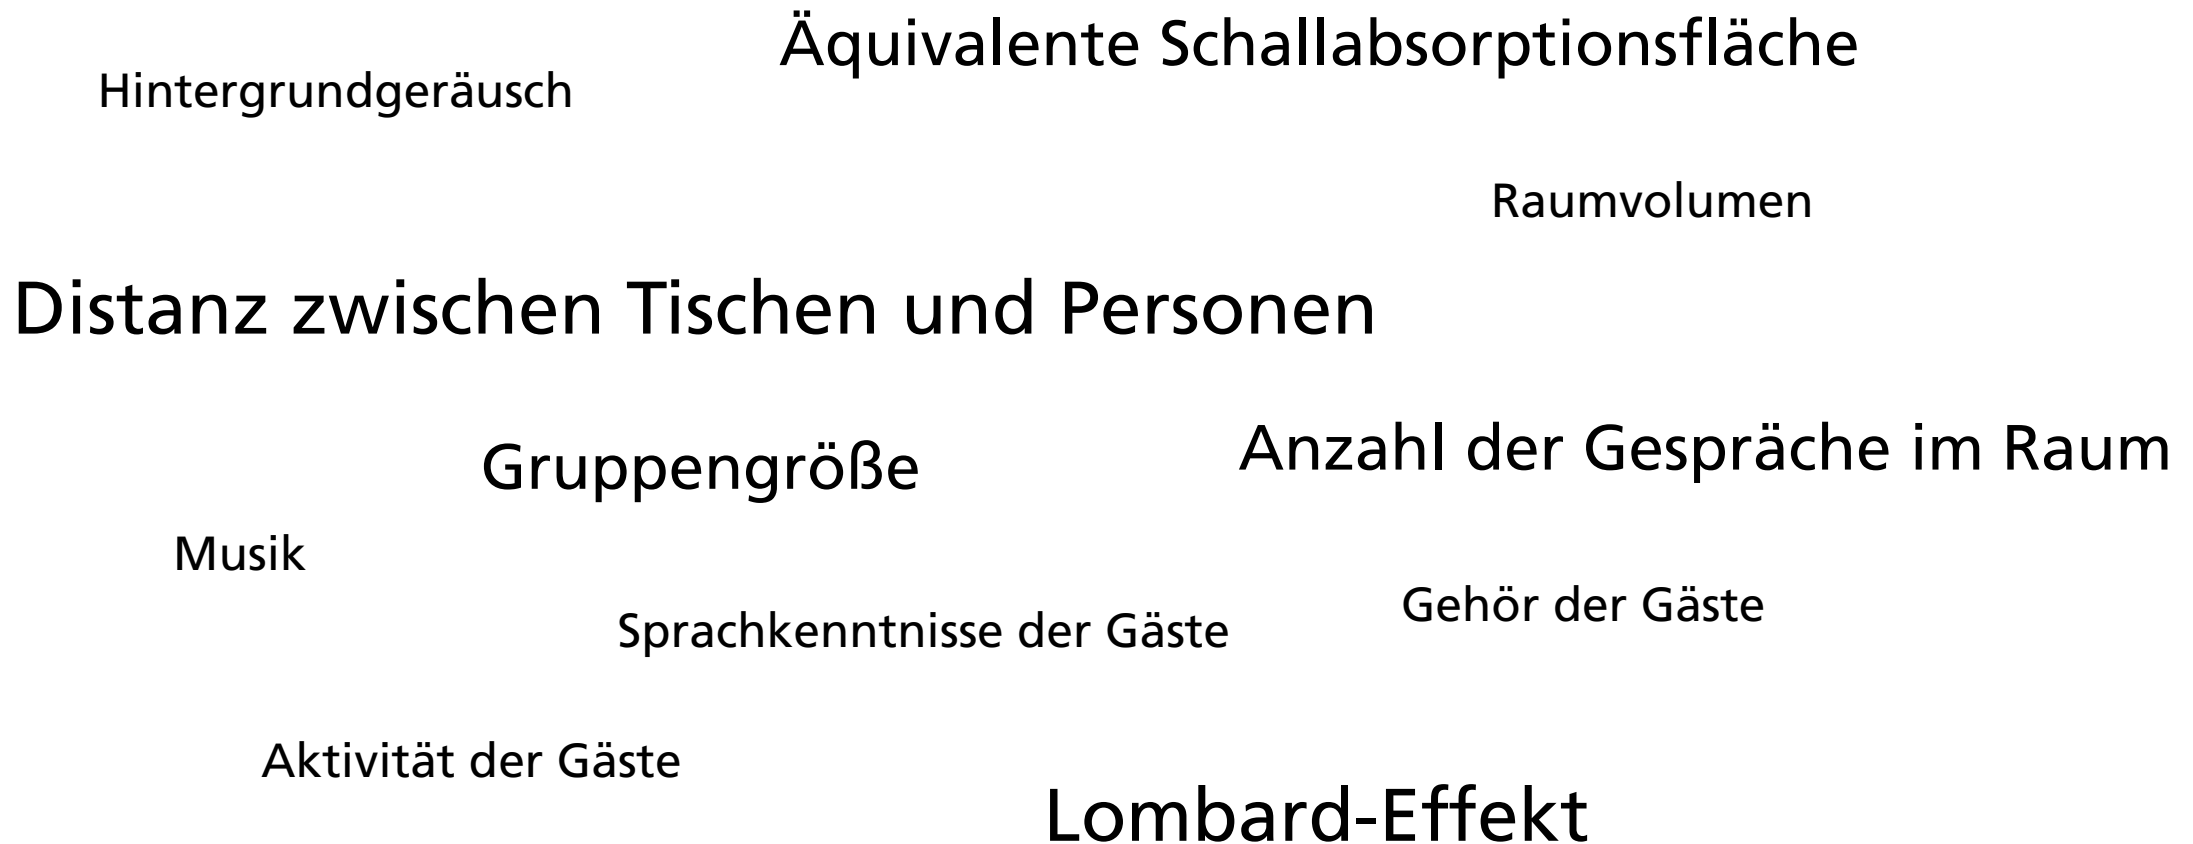 Äquivalente Schallabsorptionsfläche
Hintergrundgeräusch
Raumvolumen
Distanz zwischen Tischen und Personen
Anzahl der Gespräche im Raum
Gruppengröße
Musik
Gehör der Gäste
Sprachkenntnisse der Gäste
Aktivität der Gäste
Lombard-Effekt